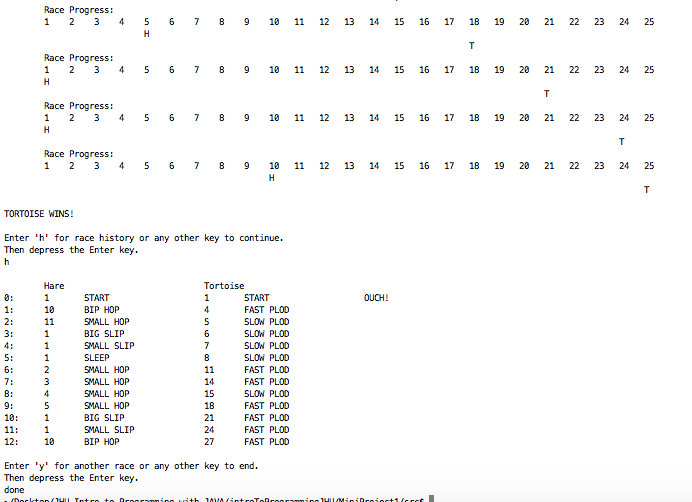 Race Progress:
1 2 3 4 5 6 7 8 9 10 11 12 13 14 15 16 17 18 19 20 21 22 23 24 25
H
T
Race Progress:
1 2 3 4 5 6 7 8 9 10 11 12 13 14 15 16 17 18 19 20 21 22 23 24 25
H
T
Race Progress:
1 2 3 4 5 6 7 8 9 10 11 12 13 14 15 16 17 18 19 20 21 22 23 24 25
H
T
Race Progress:
1 2 3 4 5 6 7 8 9 10 11 12 13 14 15 16 17 18 19 20 21 22 23 24 25
H
T
TORTOISE WINS!
Enter 'h' for race history or any other key to continue.
Then depress the Enter key.
h
Hare Tortoise
0: 1 START 1 START OUCH!
1: 10 BIP HOP 4 FAST PLOD
2: 11 SMALL HOP 5 SLOW PLOD
3: 1 BIG SLIP 6 SLOW PLOD
4: 1 SMALL SLIP 7 SLOW PLOD
5: 1 SLEEP 8 SLOW PLOD
6: 2 SMALL HOP 11 FAST PLOD
7: 3 SMALL HOP 14 FAST PLOD
8: 4 SMALL HOP 15 SLOW PLOD
9: 5 SMALL HOP 18 FAST PLOD
10: 1 BIG SLIP 21 FAST PLOD
11: 1 SMALL SLIP 24 FAST PLOD
12: 10 BIP HOP 27 FAST PLOD
Enter 'y' for another race or any other key to end.
Then depress the Enter key.
done
~/Desktop/JHU Intro to Programming with JAVA/introToProgrammingJHU/MiniProject1/src$